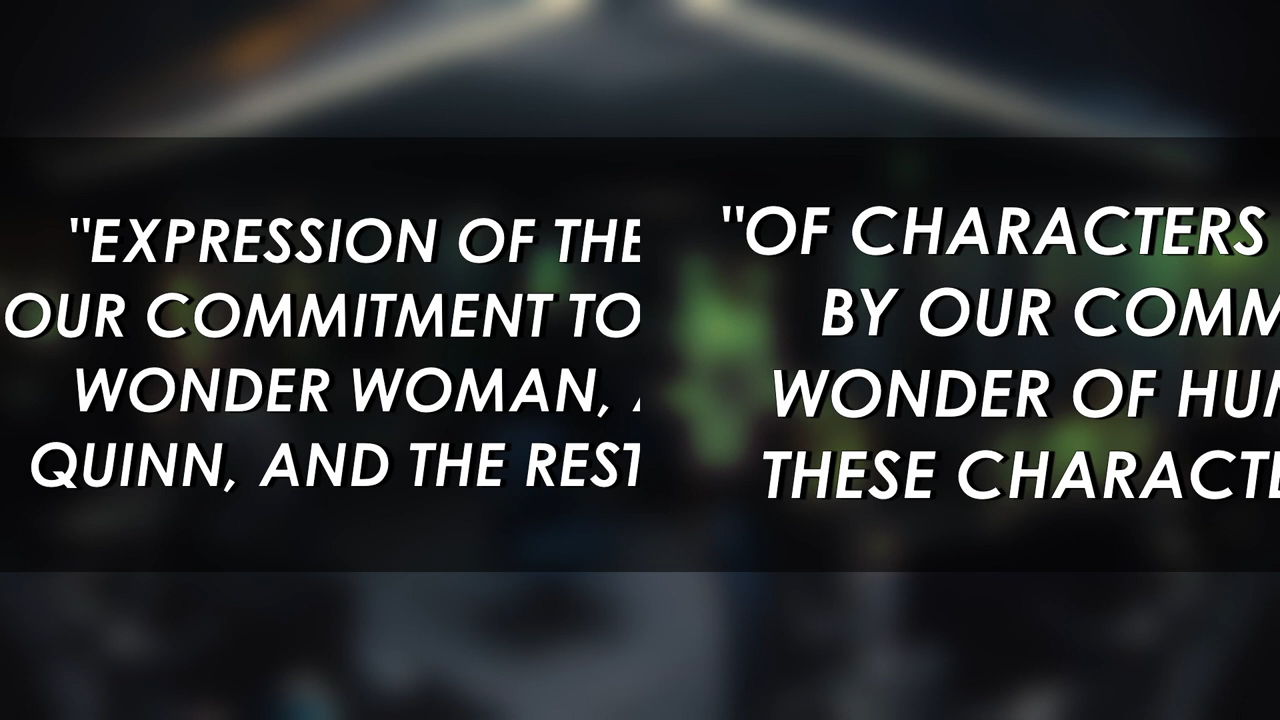 "EXPRESSION OF THE
OUR COMMITMENT TO
WONDER WOMAN,
QUINN, AND THE REST
"OF CHARACTERS
BY OUR COMM
WONDER OF HUM
THESE CHARACTE